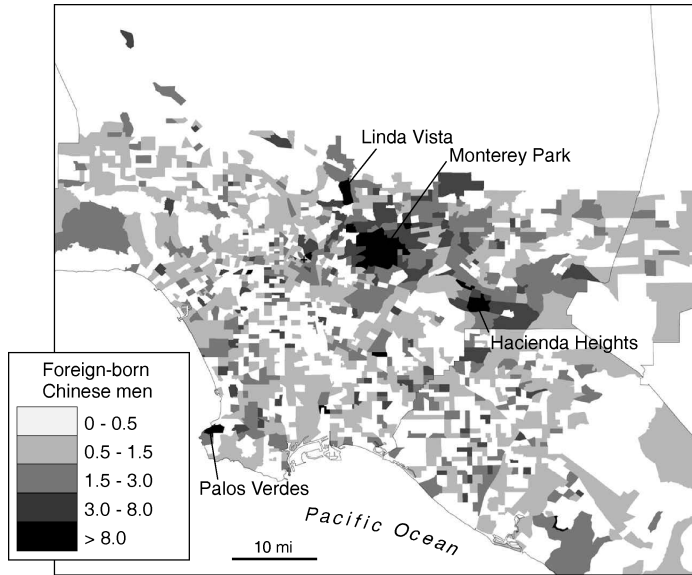 Linda Vista
Monterey Park
Hacienda Heights
Foreign-born
Chinese men
0 - 0.5
0.5 - 1.5
1.5 - 3.0
3.0 - 8.0
> 8.0
Palos Verdes
Pacific Ocean
10 mi